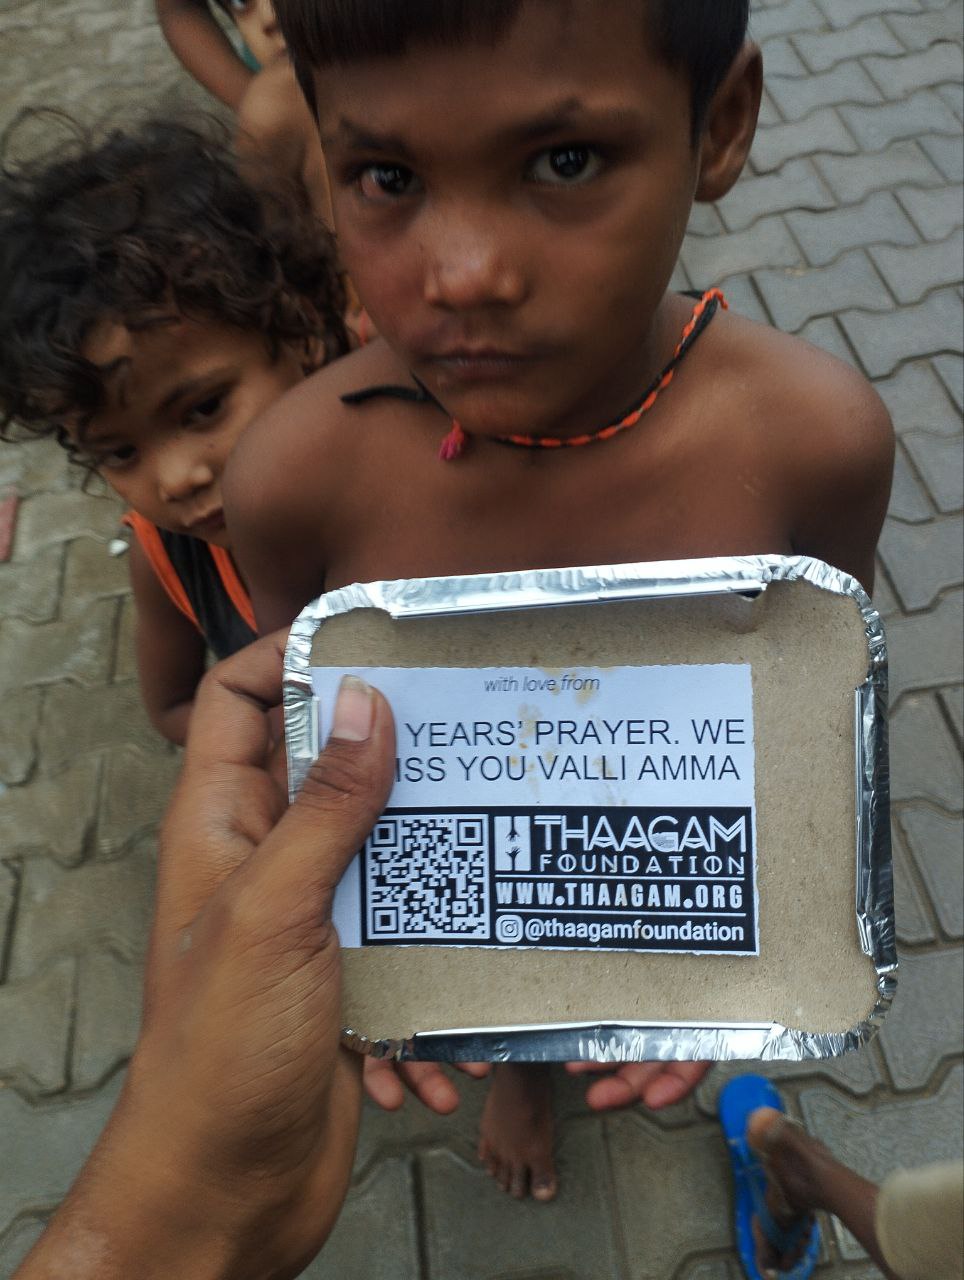 with love from
YEARS' PRAYER. WE
ISS YOU VALLI AMMA
THAAGAM
FOUNDATION
WWW.THAAGAM.ORG
@thaagamfoundation